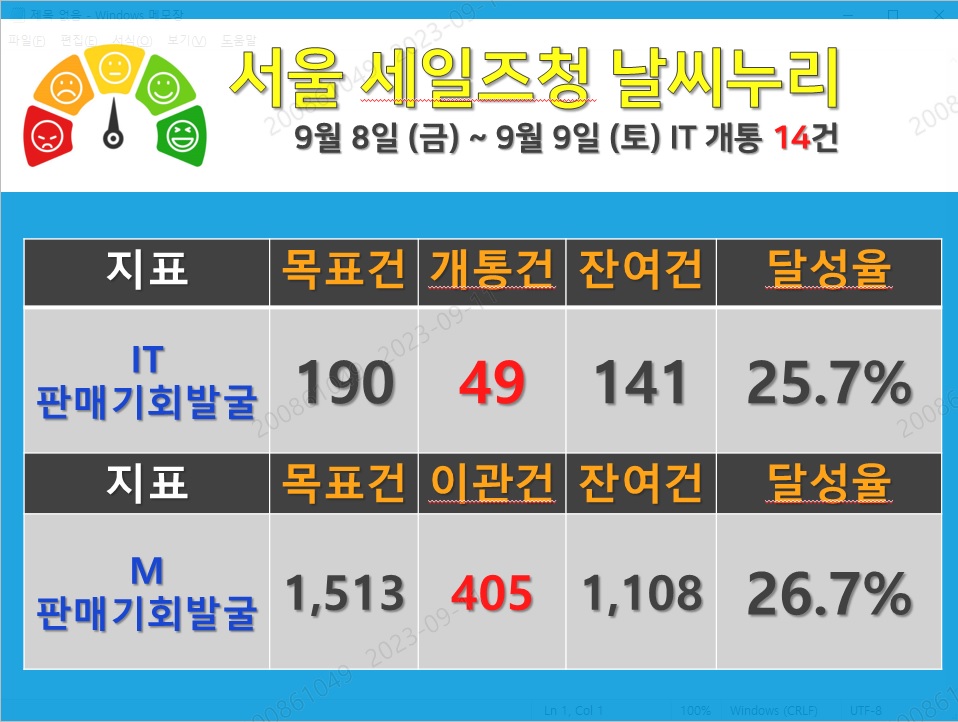 제목 없음 - Windows 메모장
파일(F) 편집(E) 서식(O) 보기(V) 도움말
서울 세일즈청 날씨누리
9월 8일 (금) ~ 9월 9일 (토) IT 개통 14건
지표 목표건 개통건 잔여건 달성율
IT
판매기회발굴 190 49 141 25.7%
지표 목표건 이관건 잔여건 달성율
M
판매기회발굴 1,513 405 1,108 26.7%
Ln 1, Col 1 100% Windows (CRLF) UTF-8